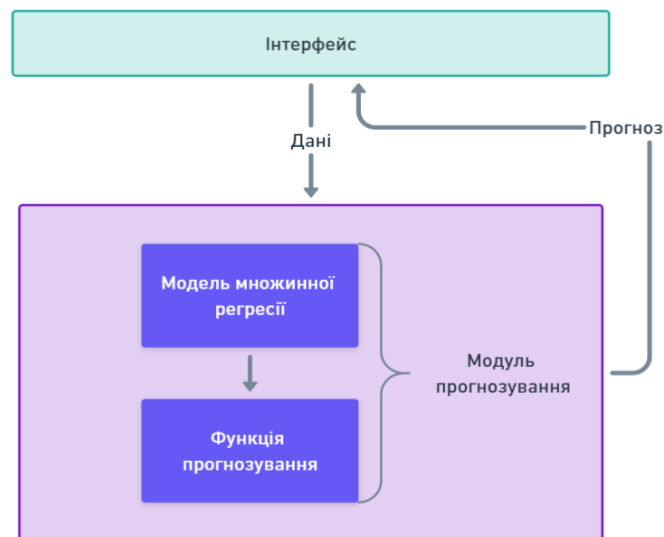 Інтерфейс
Прогноз
Дані
Модель множинної
регресії
Модуль
прогнозування
Функція
прогнозування